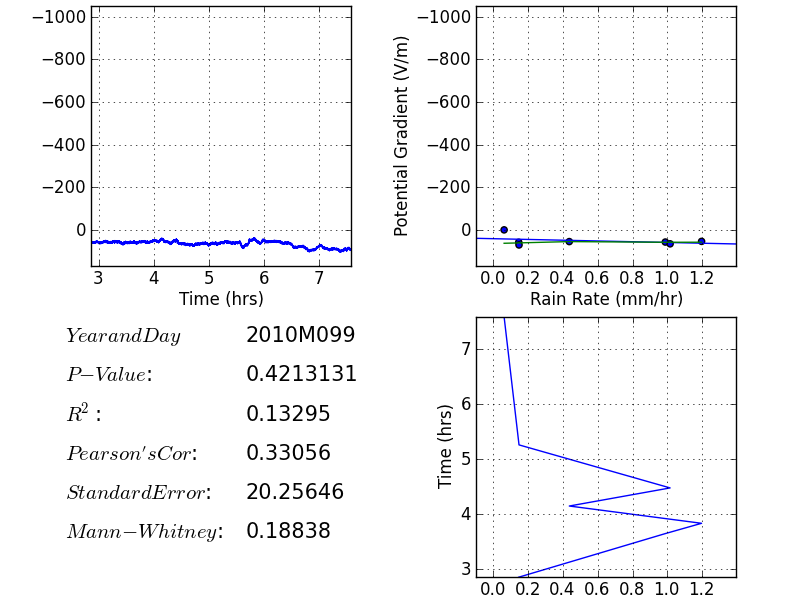 −1000
−800
−600
−400
−200
0
3 4 5 6 7
Time (hrs)
Potential Gradient (V/m)
−1000
−800
−600
−400
−200
0
0.0 0.2 0.4 0.6 0.8 1.0 1.2
Rain Rate (mm/hr)
YearandDay 2010M099
P−Value: 0.4213131
R²: 0.13295
Pearson'sCor: 0.33056
StandardError: 20.25646
Mann−Whitney: 0.18838
Time (hrs)
7
6
5
4
3
0.0 0.2 0.4 0.6 0.8 1.0 1.2